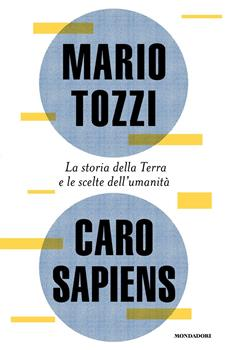 MARIO
TOZZI
La storia della Terra
e le scelte dell'umanità
CARO
SAPIENS
MONDADORI